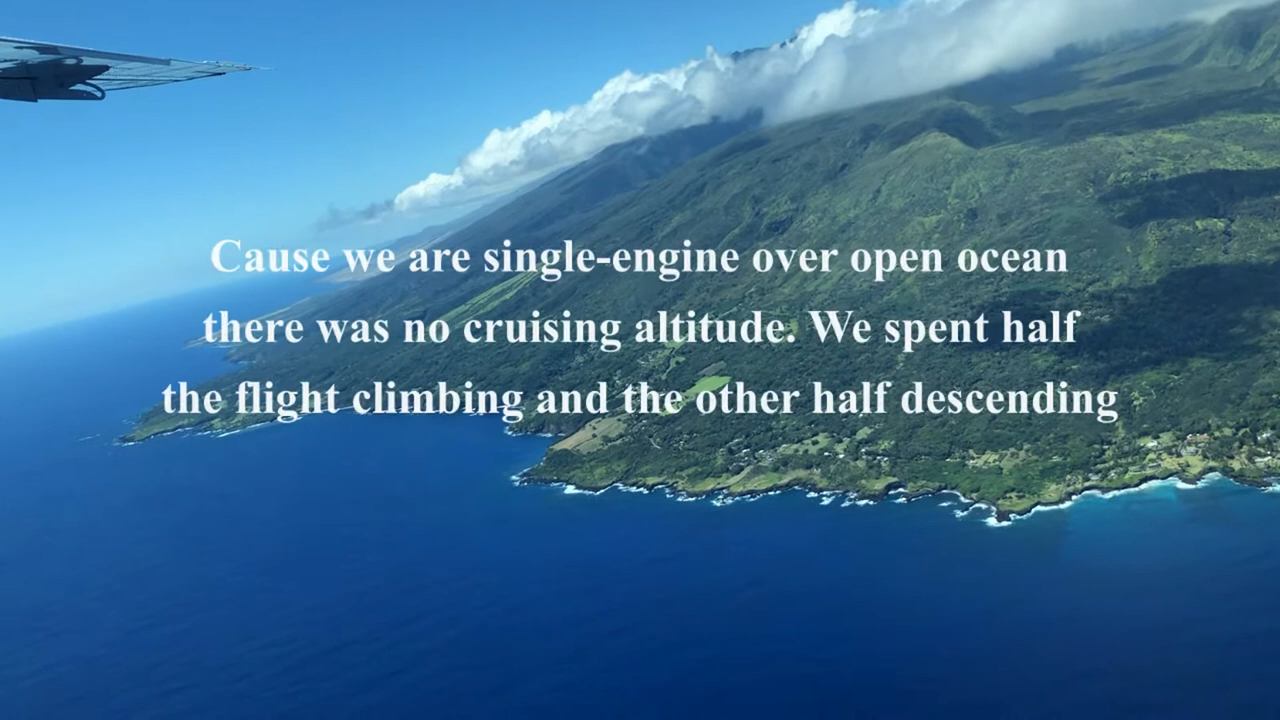 Cause we are single-engine over open ocean
there was no cruising altitude. We spent half
the flight climbing and the other half descending